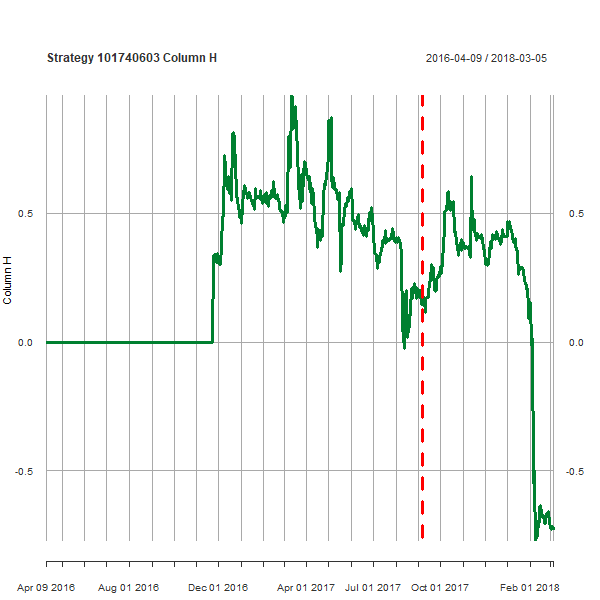 Strategy 101740603 Column H
2016-04-09 / 2018-03-05
Column H
0.5
0.0
-0.5
0.5
0.0
-0.5
Apr 09 2016
Aug 01 2016
Dec 01 2016
Apr 01 2017
Jul 01 2017
Oct 01 2017
Feb 01 2018